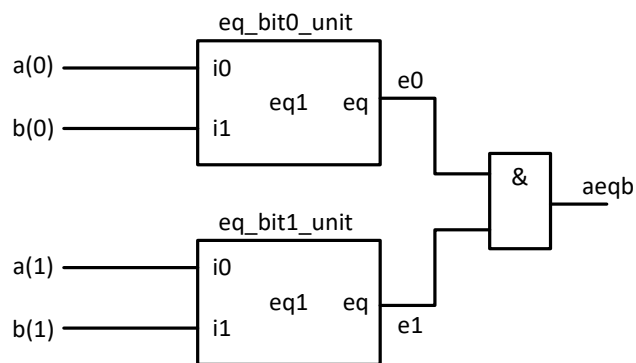 eq_bit0_unit
a(0)
i0
e0
eq1
eq
b(0)
i1
&
aeqb
eq_bit1_unit
a(1)
i0
eq1
eq
b(1)
i1
e1